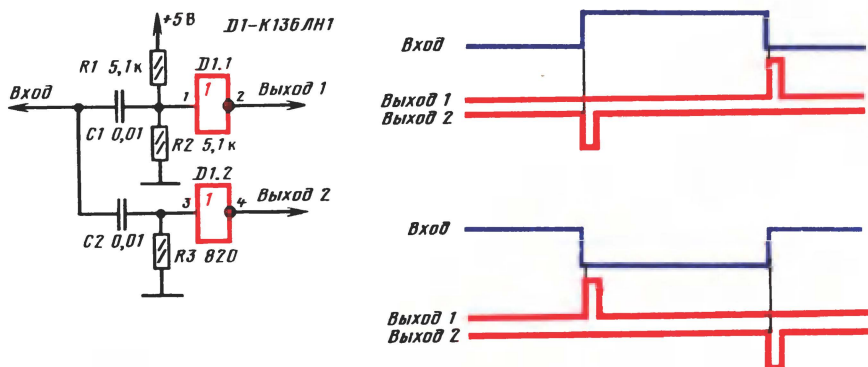 +5В
D1-К136ЛН1
R1 5,1к
D1.1
Вход
1
1
2
Выход 1
C1 0,01
R2 5,1к
D1.2
3
1
4
Выход 2
C2 0,01
R3 820
Вход
Выход 1
Выход 2
Вход
Выход 1
Выход 2